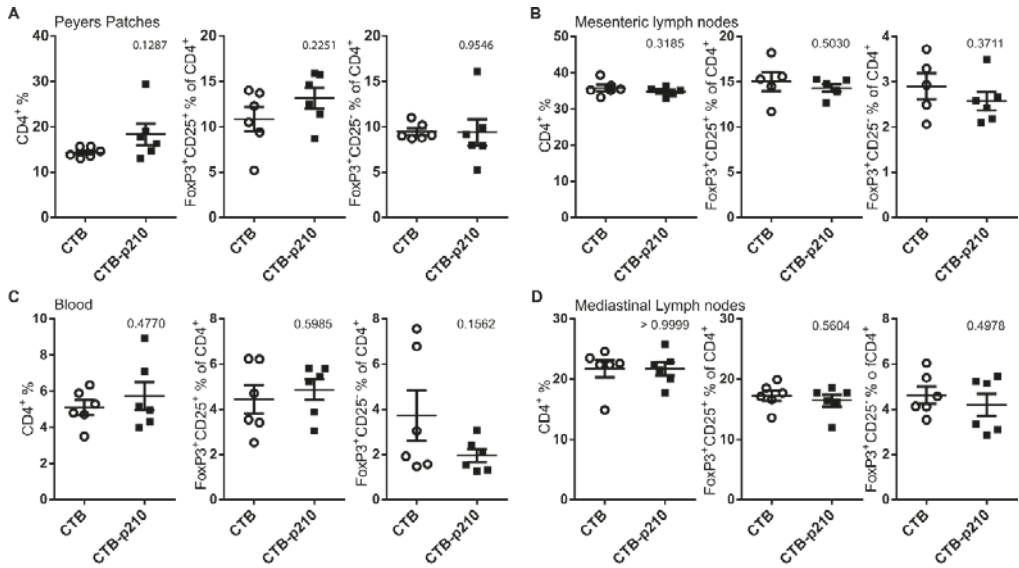 A
Peyers Patches
0.1287
CD4⁺ %
40
30
20
10
0
CTB
CTB-p210
0.2251
FoxP3⁺CD25⁺ % of CD4⁺
20
15
10
5
0
CTB
CTB-p210
0.9546
FoxP3⁺CD25⁻ % of CD4⁺
20
15
10
5
0
CTB
CTB-p210
B
Mesenteric lymph nodes
0.3185
CD4⁺ %
50
40
30
20
10
0
CTB
CTB-p210
0.5030
FoxP3⁺CD25⁺ % of CD4⁺
20
15
10
5
0
CTB
CTB-p210
0.3711
FoxP3⁺CD25⁻ % of CD4⁺
4
3
2
1
0
CTB
CTB-p210
C
Blood
0.4770
CD4⁺ %
10
8
6
4
2
0
CTB
CTB-p210
0.5985
FoxP3⁺CD25⁺ % of CD4⁺
8
6
4
2
0
CTB
CTB-p210
0.1562
FoxP3⁺CD25⁻ % of CD4⁺
8
6
4
2
0
CTB
CTB-p210
D
Mediastinal Lymph nodes
> 0.9999
CD4⁺ %
30
20
10
0
CTB
CTB-p210
0.5604
FoxP3⁺CD25⁺ % of CD4⁺
30
20
10
0
CTB
CTB-p210
0.4978
FoxP3⁺CD25⁻ % o fCD4⁺
8
6
4
2
0
CTB
CTB-p210